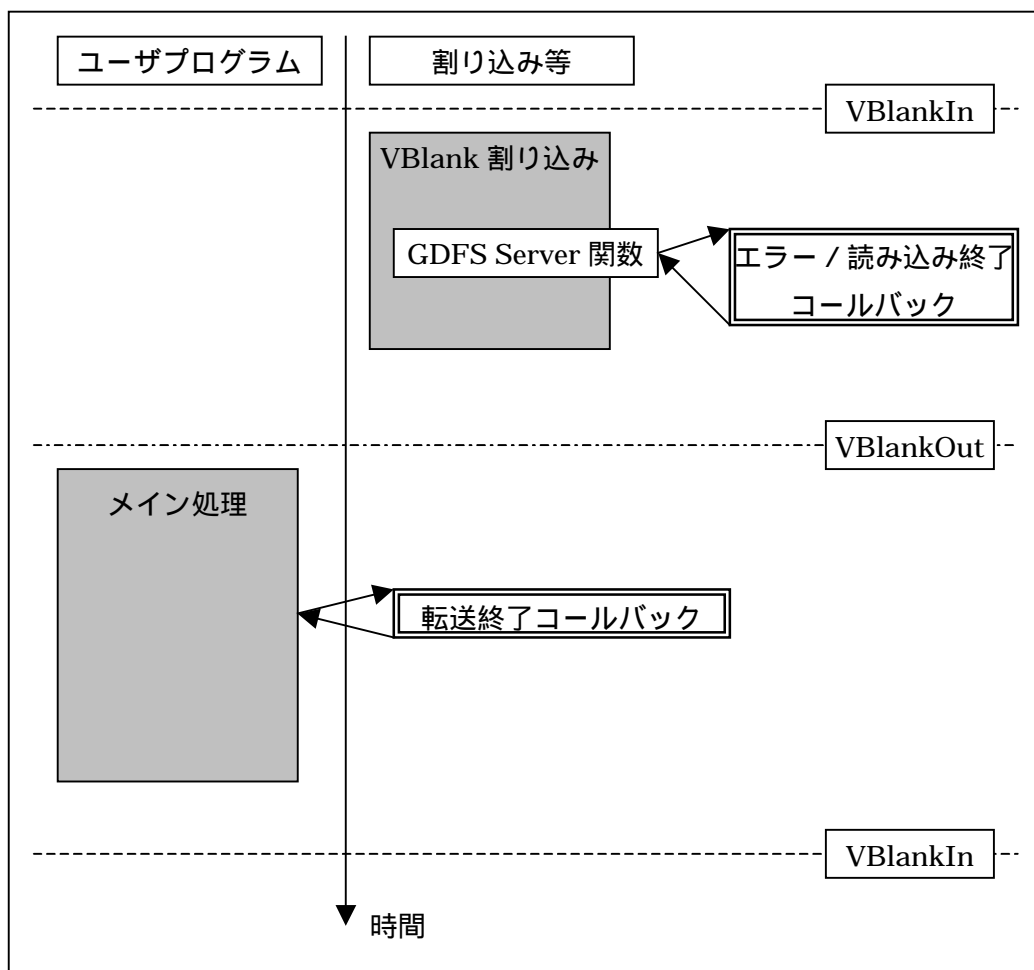 ユーザプログラム
割り込み等
VBlankIn
VBlank 割り込み
GDFS Server 関数
エラー / 読み込み終了
コールバック
VBlankOut
メイン処理
転送終了コールバック
VBlankIn
時間